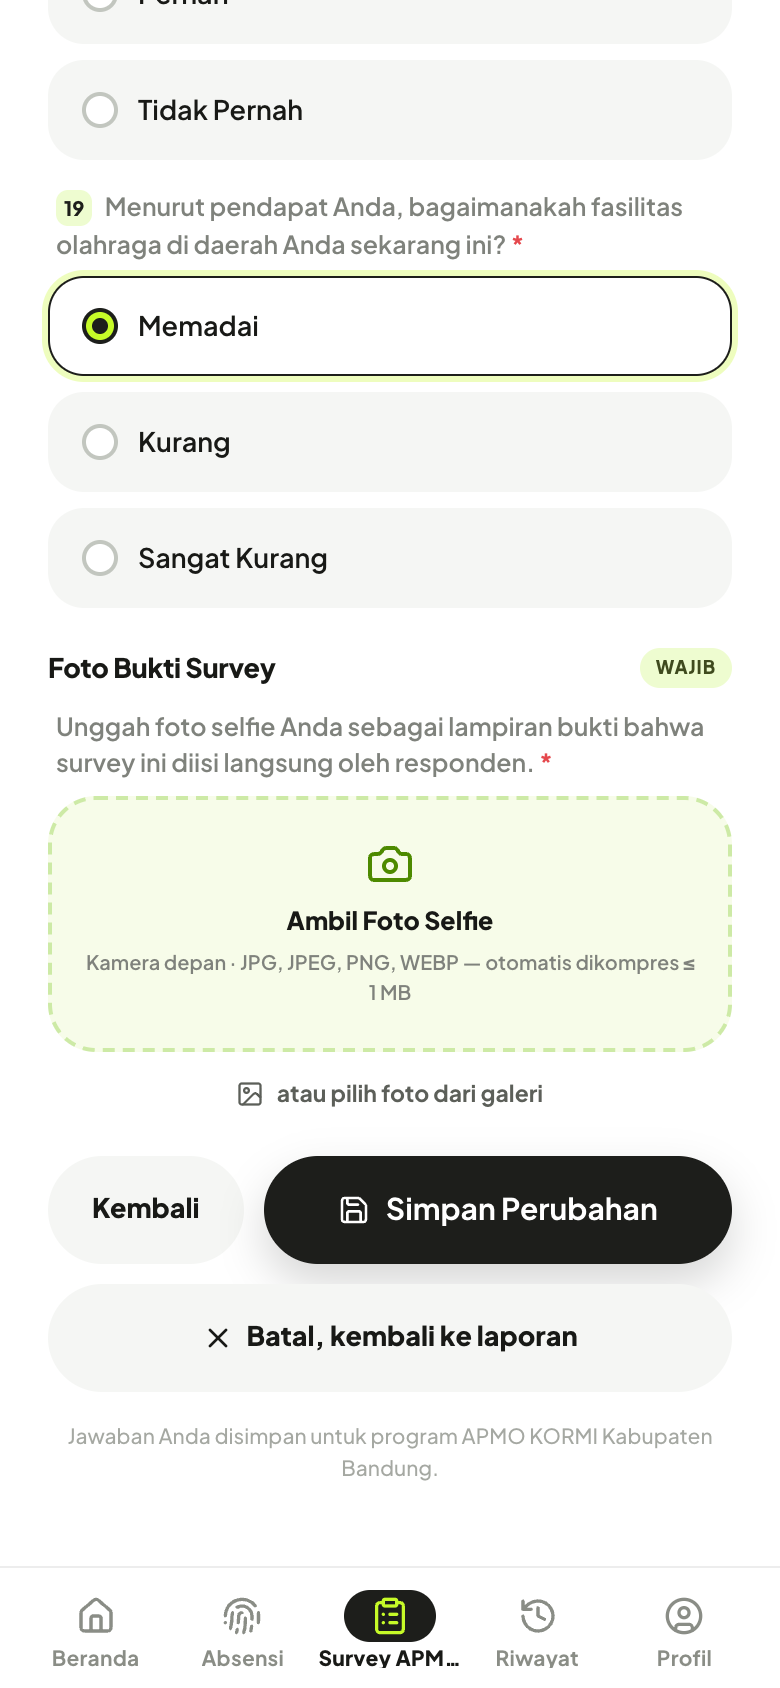 Pernah
Tidak Pernah
19 Menurut pendapat Anda, bagaimanakah fasilitas
olahraga di daerah Anda sekarang ini? *
Memadai
Kurang
Sangat Kurang
Foto Bukti Survey
WAJIB
Unggah foto selfie Anda sebagai lampiran bukti bahwa
survey ini diisi langsung oleh responden. *
Ambil Foto Selfie
Kamera depan · JPG, JPEG, PNG, WEBP — otomatis dikompres ≤
1 MB
atau pilih foto dari galeri
Kembali
Simpan Perubahan
Batal, kembali ke laporan
Jawaban Anda disimpan untuk program APMO KORMI Kabupaten
Bandung.
Beranda
Absensi
Survey APM...
Riwayat
Profil